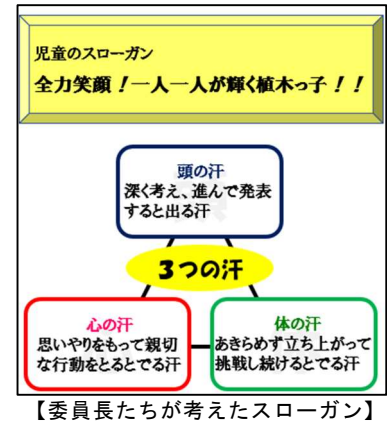 児童のスローガン
全力笑顔！一人一人が輝く植木っ子！！
頭の汗
深く考え、進んで発表
すると出る汗
３つの汗
心の汗
思いやりをもって親切
な行動をとるとでる汗
体の汗
あきらめず立ち上がって
挑戦し続けるとでる汗
【委員長たちが考えたスローガン】